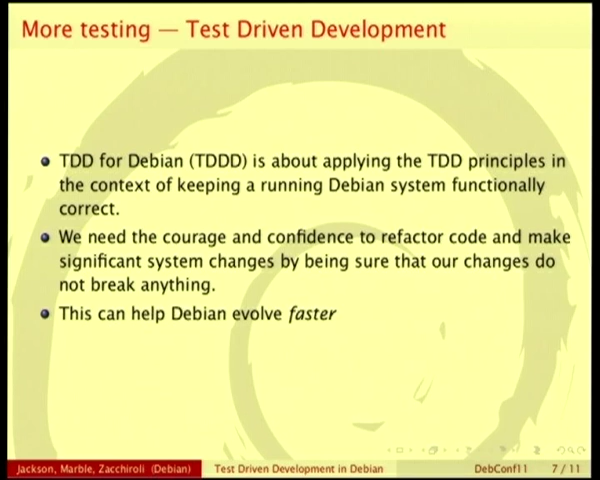 More testing — Test Driven Development
TDD for Debian (TDDD) is about applying the TDD principles in
the context of keeping a running Debian system functionally
correct.
We need the courage and confidence to refactor code and make
significant system changes by being sure that our changes do
not break anything.
This can help Debian evolve faster
Jackson, Marble, Zacchiroli (Debian) Test Driven Development in Debian DebConf11 7 / 11